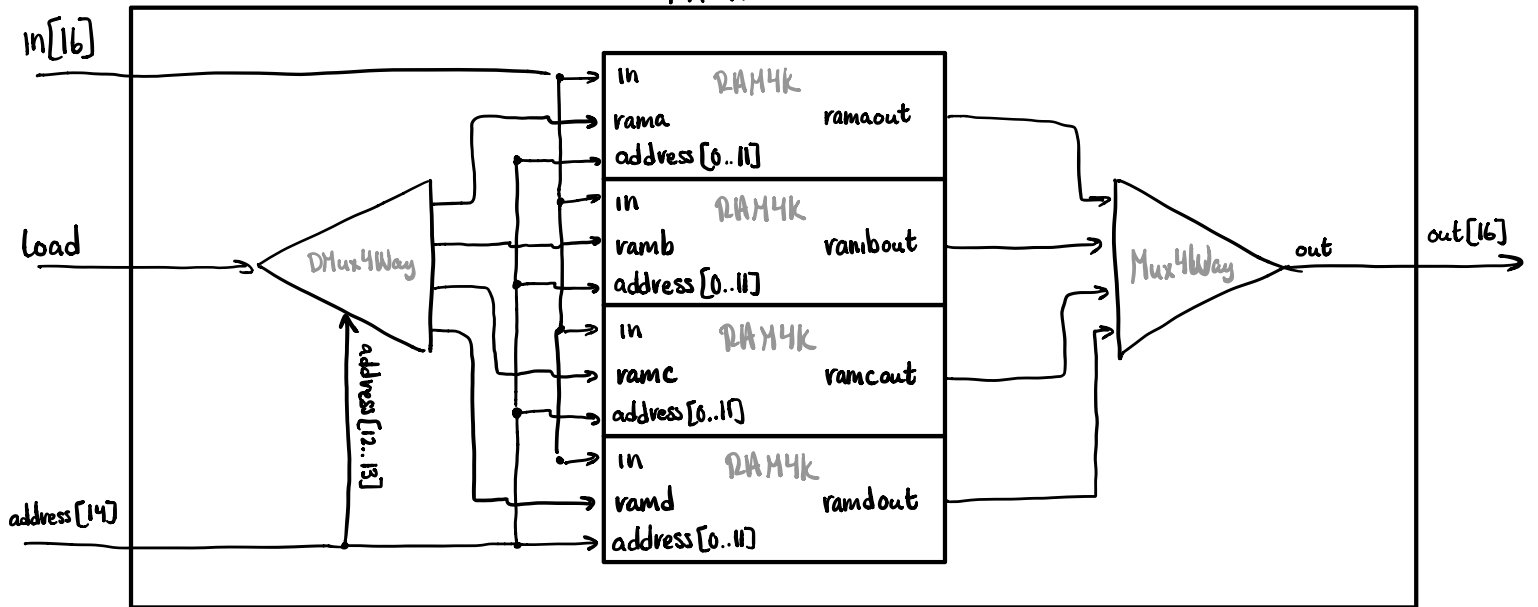 In[16]
in RAM4K
rama ramaout
address[0..11]
in RAM4K
Load ramb rambout out out[16]
DMux4Way Mux4Way
address[0..11]
in RAM4K
address[12..13]
ramc ramcout
address[0..11]
in RAM4K
ramd ramdout
address[14]
address[0..11]